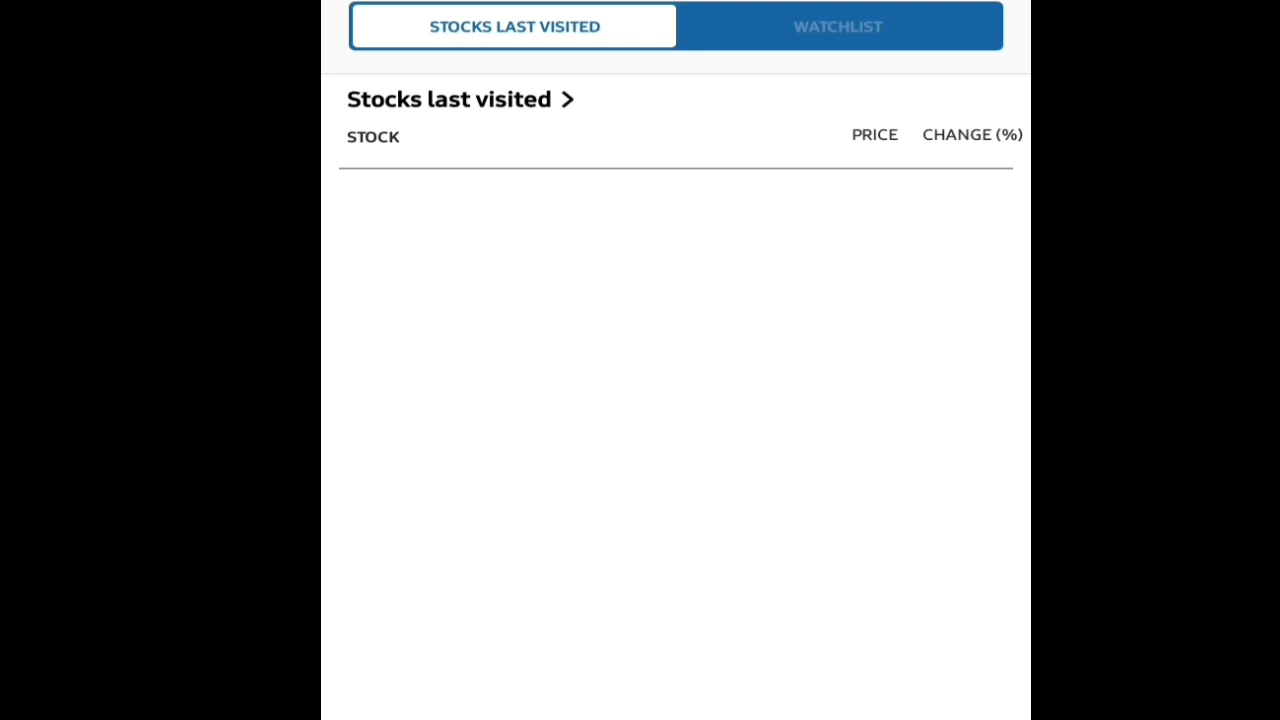 STOCKS LAST VISITED WATCHLIST
Stocks last visited >
STOCK PRICE CHANGE (%)